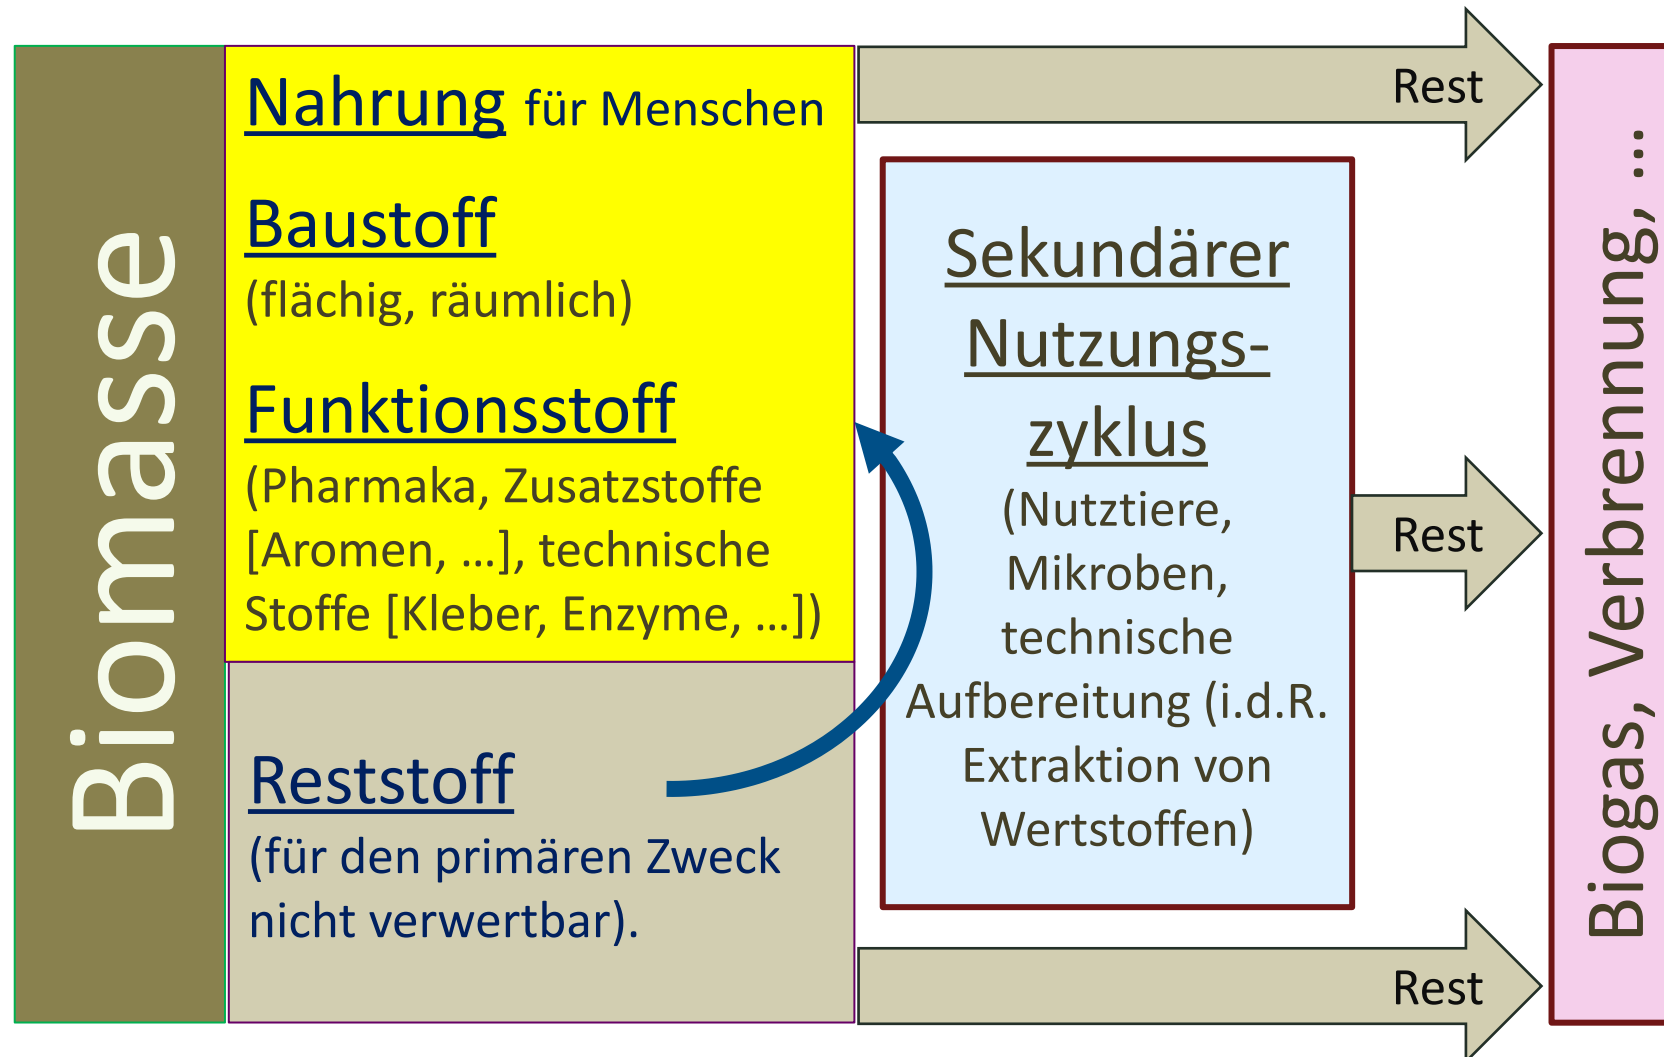 Biomasse
Nahrung für Menschen
Baustoff
(flächig, räumlich)
Funktionsstoff
(Pharmaka, Zusatzstoffe
[Aromen, …], technische
Stoffe [Kleber, Enzyme, …])
Reststoff
(für den primären Zweck
nicht verwertbar).
Sekundärer
Nutzungs-
zyklus
(Nutztiere,
Mikroben,
technische
Aufbereitung (i.d.R.
Extraktion von
Wertstoffen)
Rest
Rest
Rest
Biogas, Verbrennung, …